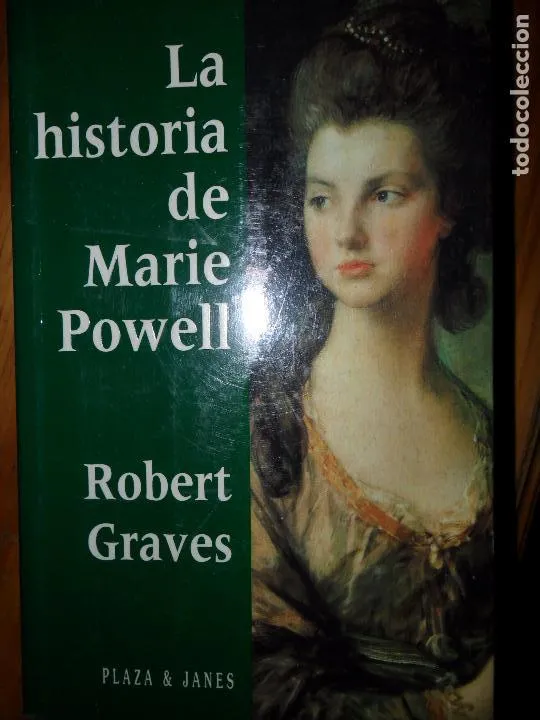 La
historia
de
Marie
Powell
Robert
Graves
PLAZA & JANES
todocoleccion